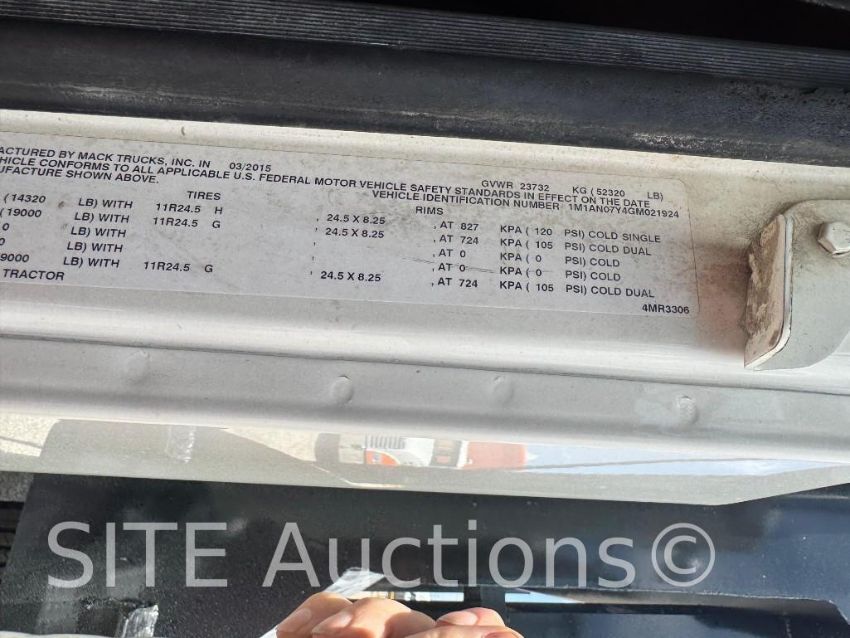 ACTURED BY MACK TRUCKS, INC. IN 03/2015 GVWR 23732 KG ( 52320 LB)
HICLE CONFORMS TO ALL APPLICABLE U.S. FEDERAL MOTOR VEHICLE SAFETY STANDARDS IN EFFECT ON THE DATE
UFACTURE SHOWN ABOVE. VEHICLE IDENTIFICATION NUMBER 1M1AN07Y4GM021924
TIRES RIMS
(14320 LB) WITH 11R24.5 H , 24.5 X 8.25 , AT 827 KPA ( 120 PSI) COLD SINGLE
(19000 LB) WITH 11R24.5 G , 24.5 X 8.25 , AT 724 KPA ( 105 PSI) COLD DUAL
0 LB) WITH , , AT 0 KPA ( 0 PSI) COLD
0 LB) WITH , , AT 0 KPA ( 0 PSI) COLD
9000 LB) WITH 11R24.5 G , 24.5 X 8.25 , AT 724 KPA ( 105 PSI) COLD DUAL
TRACTOR 4MR3306
SITE Auctions©